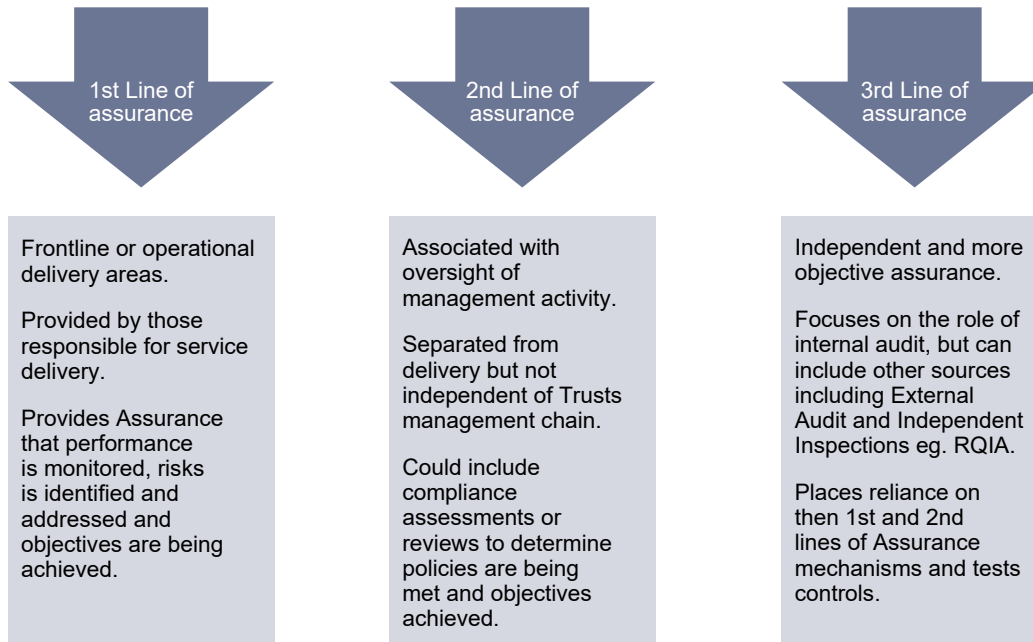 1st Line of
assurance
Frontline or operational
delivery areas.
Provided by those
responsible for service
delivery.
Provides Assurance
that performance
is monitored, risks
is identified and
addressed and
objectives are being
achieved.
2nd Line of
assurance
Associated with
oversight of
management activity.
Separated from
delivery but not
independent of Trusts
management chain.
Could include
compliance
assessments or
reviews to determine
policies are being
met and objectives
achieved.
3rd Line of
assurance
Independent and more
objective assurance.
Focuses on the role of
internal audit, but can
include other sources
including External
Audit and Independent
Inspections eg. RQIA.
Places reliance on
then 1st and 2nd
lines of Assurance
mechanisms and tests
controls.